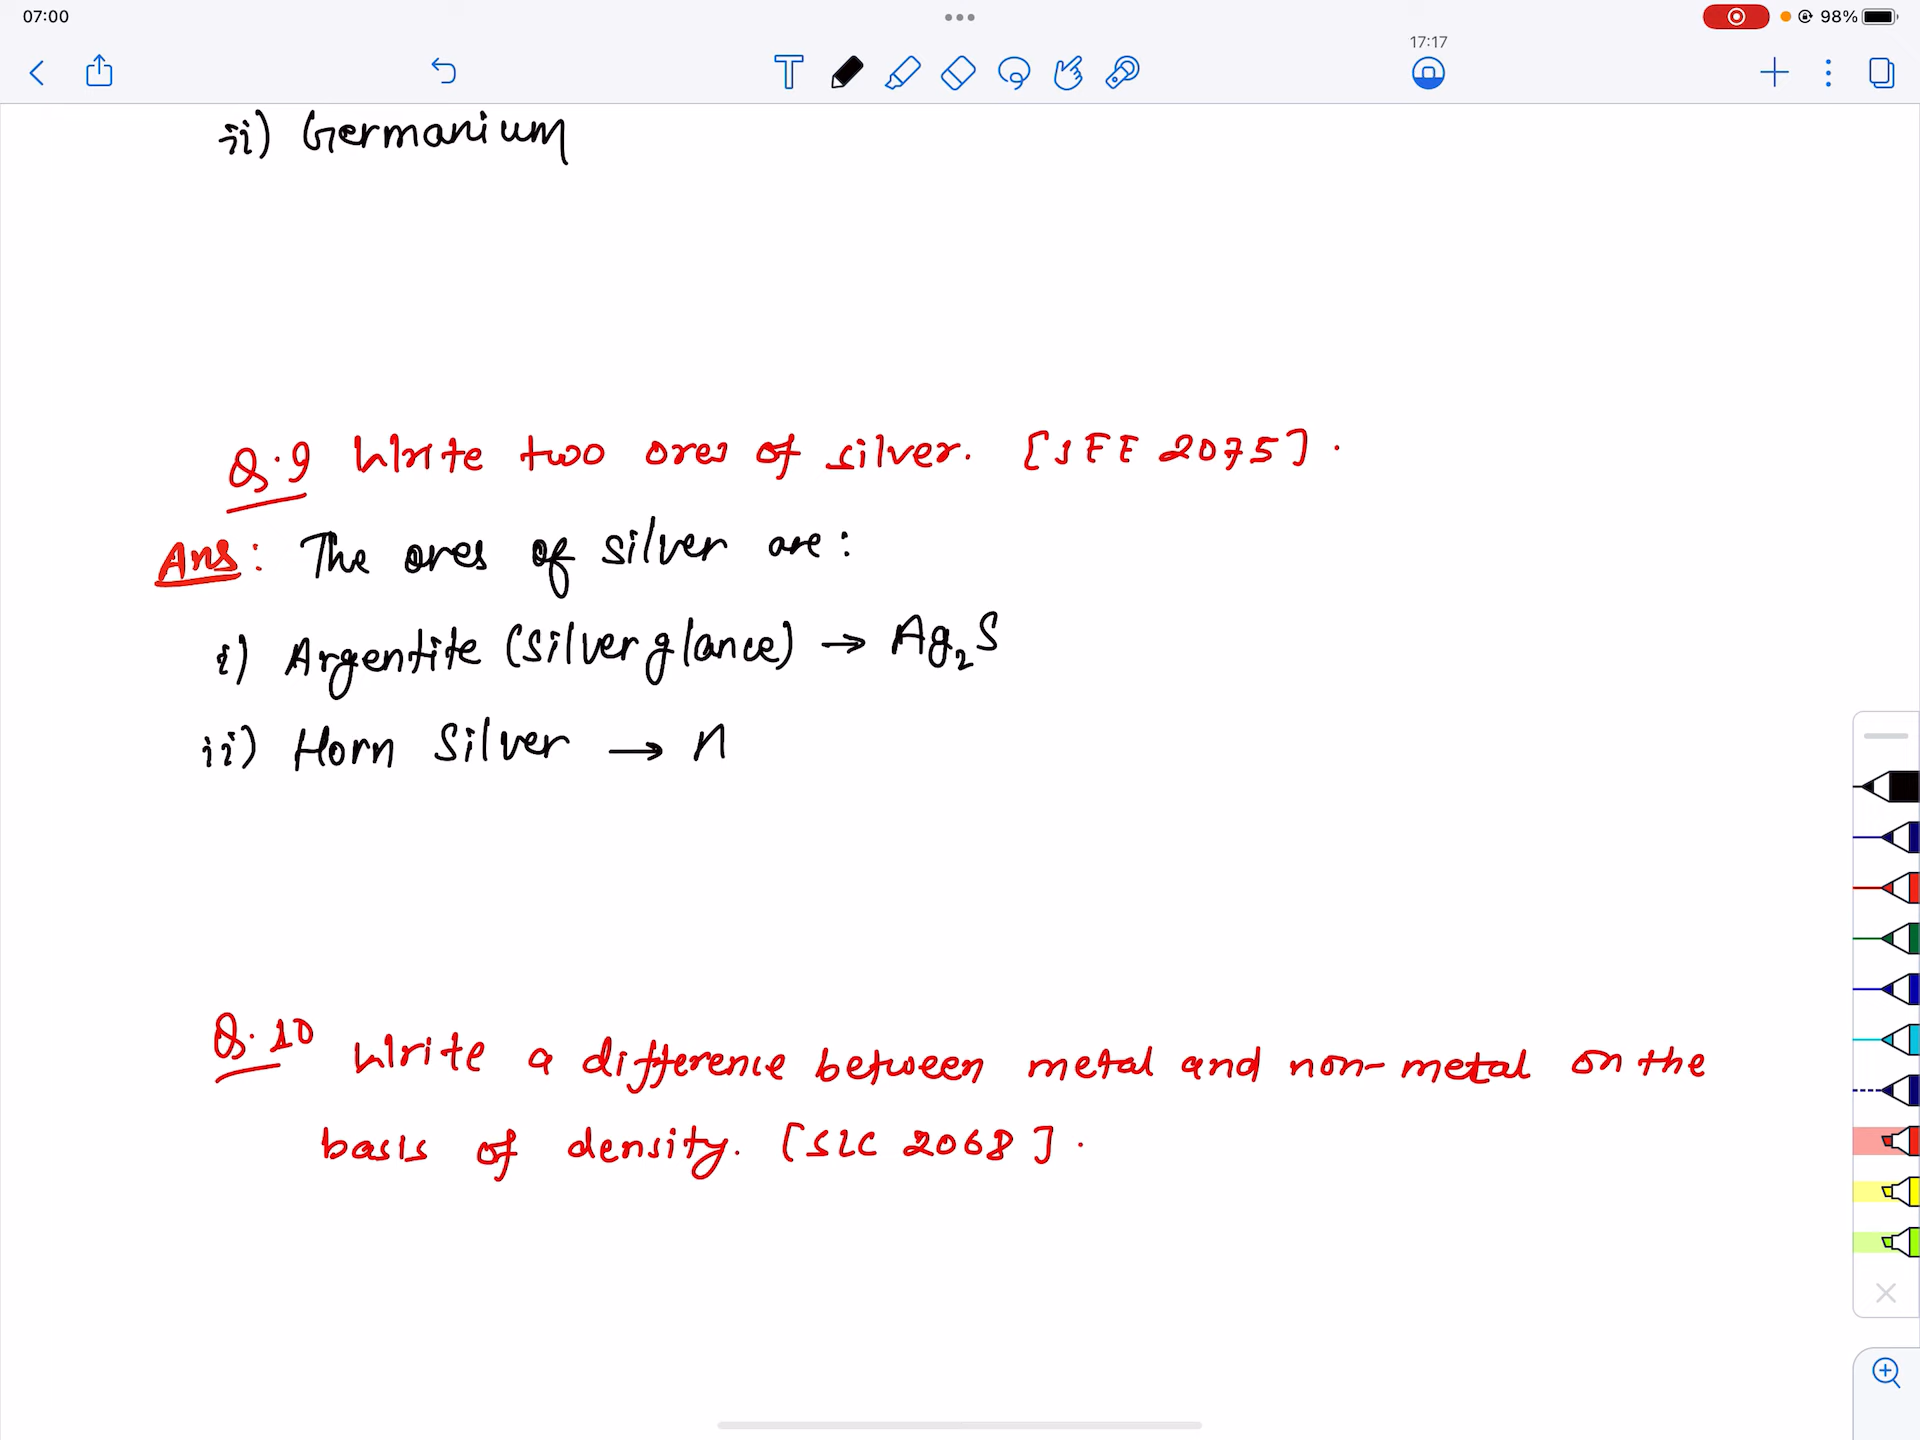 07:00
98%
17:17
ii) Germanium
Q.9 Write two ores of silver. [SEE 2075].
Ans: The ores of silver are:
i) Argentite (Silver glance) → Ag₂S
ii) Horn Silver →
Q.10 Write a difference between metal and non-metal on the
basis of density. [SLC 2068].